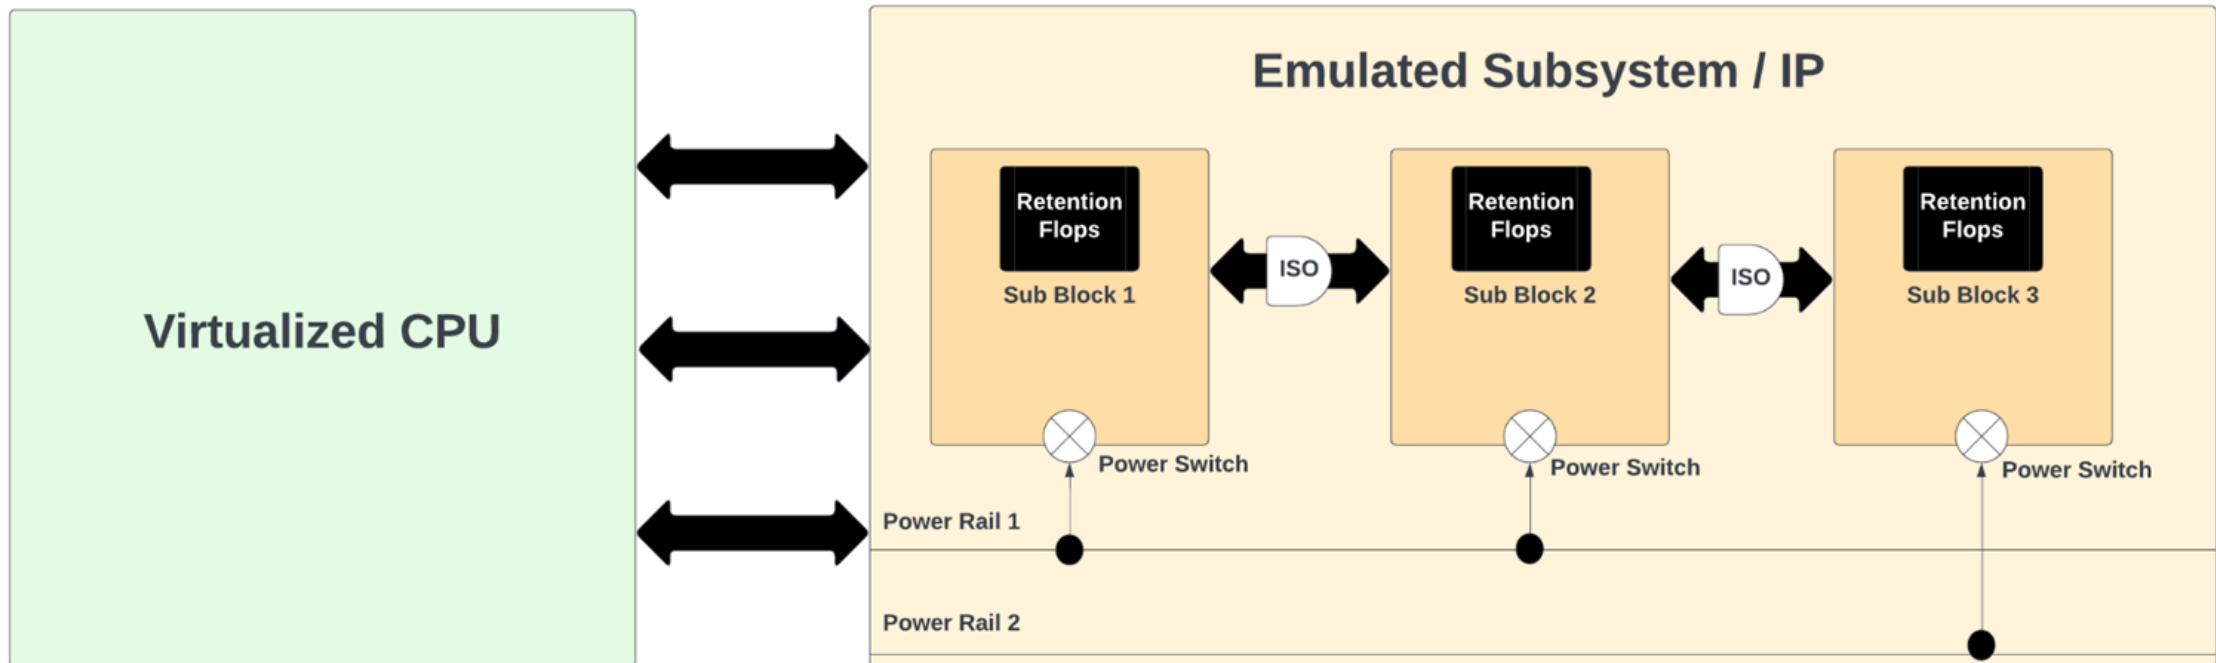 Emulated Subsystem / IP
Virtualized CPU
Retention
Flops
Sub Block 1
ISO
Retention
Flops
Sub Block 2
ISO
Retention
Flops
Sub Block 3
Power Switch
Power Switch
Power Switch
Power Rail 1
Power Rail 2